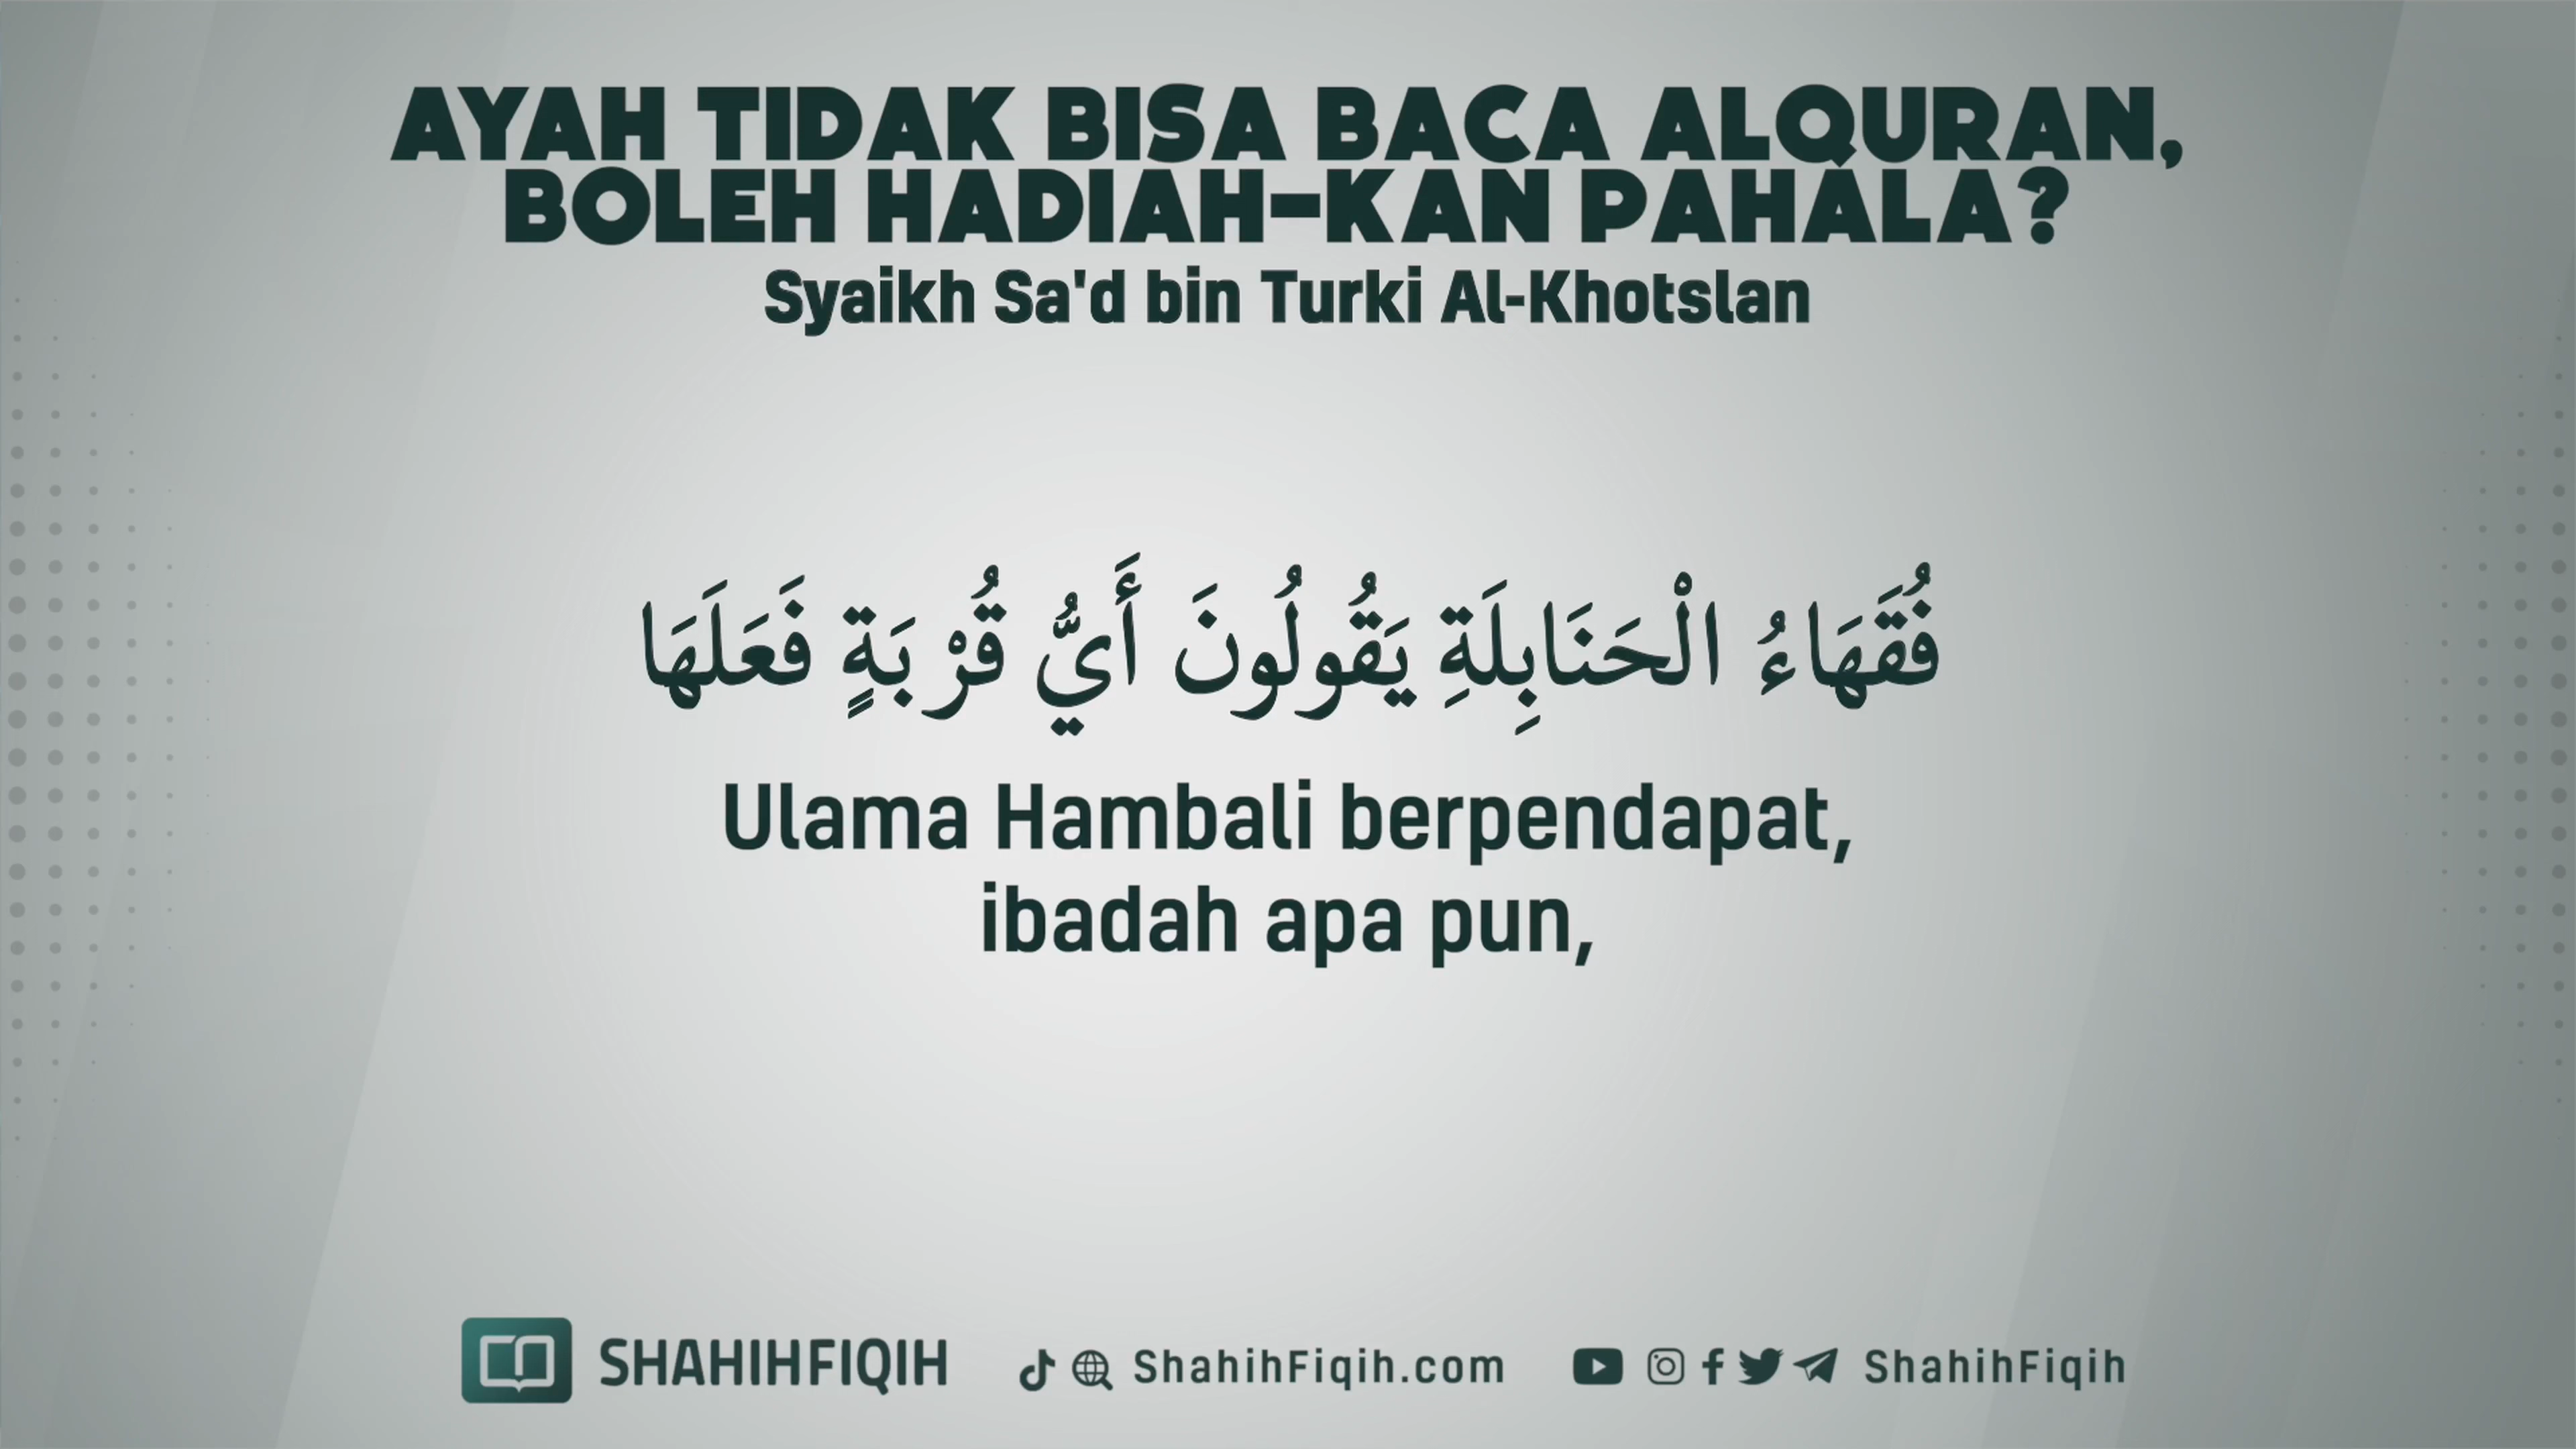 AYAH TIDAK BISA BACA ALQURAN,
BOLEH HADIAH-KAN PAHALA?
Syaikh Sa'd bin Turki Al-Khotslan
فُقَهَاءُ الْحَنَابِلَةِ يَقُولُونَ أَيُّ قُرْبَةٍ فَعَلَهَا
Ulama Hambali berpendapat,
ibadah apa pun,
SHAHIHFIQIH ShahihFiqih.com ShahihFiqih